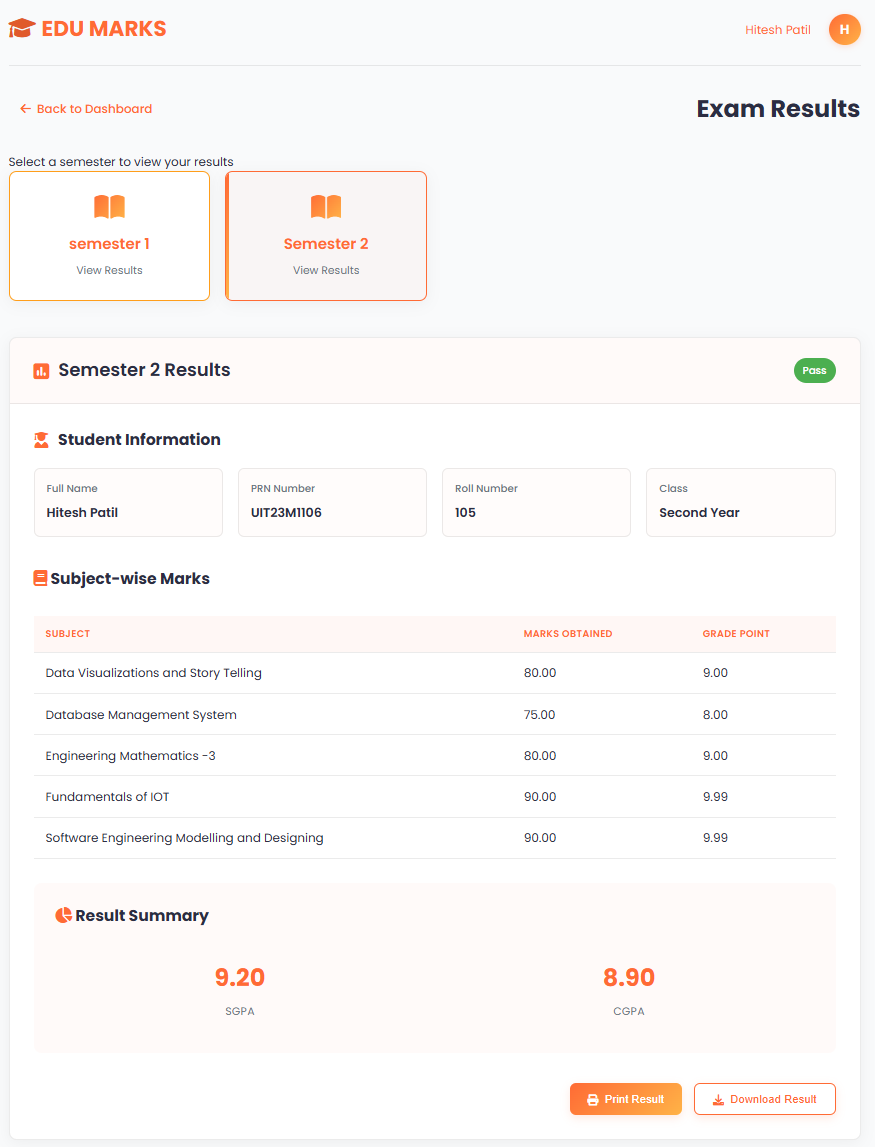 EDU MARKS
Hitesh Patil H
Back to Dashboard
Exam Results
Select a semester to view your results
semester 1
View Results
Semester 2
View Results
Semester 2 Results
Pass
Student Information
Full Name
Hitesh Patil
PRN Number
UIT23M1106
Roll Number
105
Class
Second Year
Subject-wise Marks
SUBJECT MARKS OBTAINED GRADE POINT
Data Visualizations and Story Telling 80.00 9.00
Database Management System 75.00 8.00
Engineering Mathematics -3 80.00 9.00
Fundamentals of IOT 90.00 9.99
Software Engineering Modelling and Designing 90.00 9.99
Result Summary
9.20
SGPA
8.90
CGPA
Print Result
Download Result